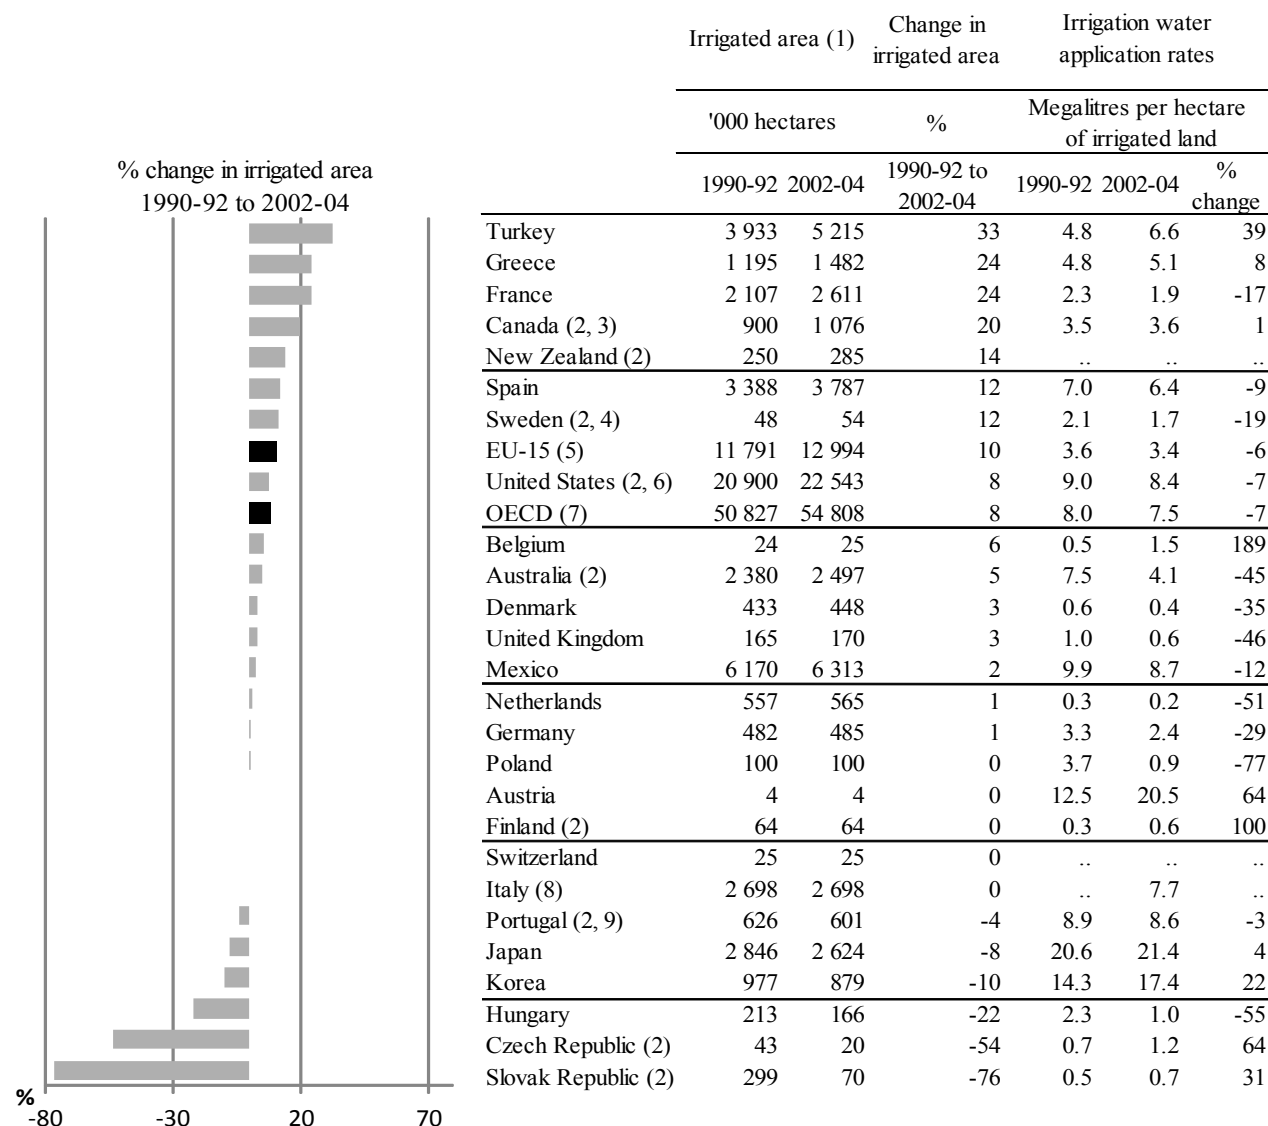 Irrigated area (1) Change in irrigated area Irrigation water application rates
'000 hectares % Megalitres per hectare of irrigated land
% change in irrigated area
1990-92 to 2002-04
1990-92 2002-04 1990-92 to 2002-04 1990-92 2002-04 % change
Turkey 3 933 5 215 33 4.8 6.6 39
Greece 1 195 1 482 24 4.8 5.1 8
France 2 107 2 611 24 2.3 1.9 -17
Canada (2, 3) 900 1 076 20 3.5 3.6 1
New Zealand (2) 250 285 14 .. .. ..
Spain 3 388 3 787 12 7.0 6.4 -9
Sweden (2, 4) 48 54 12 2.1 1.7 -19
EU-15 (5) 11 791 12 994 10 3.6 3.4 -6
United States (2, 6) 20 900 22 543 8 9.0 8.4 -7
OECD (7) 50 827 54 808 8 8.0 7.5 -7
Belgium 24 25 6 0.5 1.5 189
Australia (2) 2 380 2 497 5 7.5 4.1 -45
Denmark 433 448 3 0.6 0.4 -35
United Kingdom 165 170 3 1.0 0.6 -46
Mexico 6 170 6 313 2 9.9 8.7 -12
Netherlands 557 565 1 0.3 0.2 -51
Germany 482 485 1 3.3 2.4 -29
Poland 100 100 0 3.7 0.9 -77
Austria 4 4 0 12.5 20.5 64
Finland (2) 64 64 0 0.3 0.6 100
Switzerland 25 25 0 .. .. ..
Italy (8) 2 698 2 698 0 .. 7.7 ..
Portugal (2, 9) 626 601 -4 8.9 8.6 -3
Japan 2 846 2 624 -8 20.6 21.4 4
Korea 977 879 -10 14.3 17.4 22
Hungary 213 166 -22 2.3 1.0 -55
Czech Republic (2) 43 20 -54 0.7 1.2 64
Slovak Republic (2) 299 70 -76 0.5 0.7 31
%
-80 -30 20 70